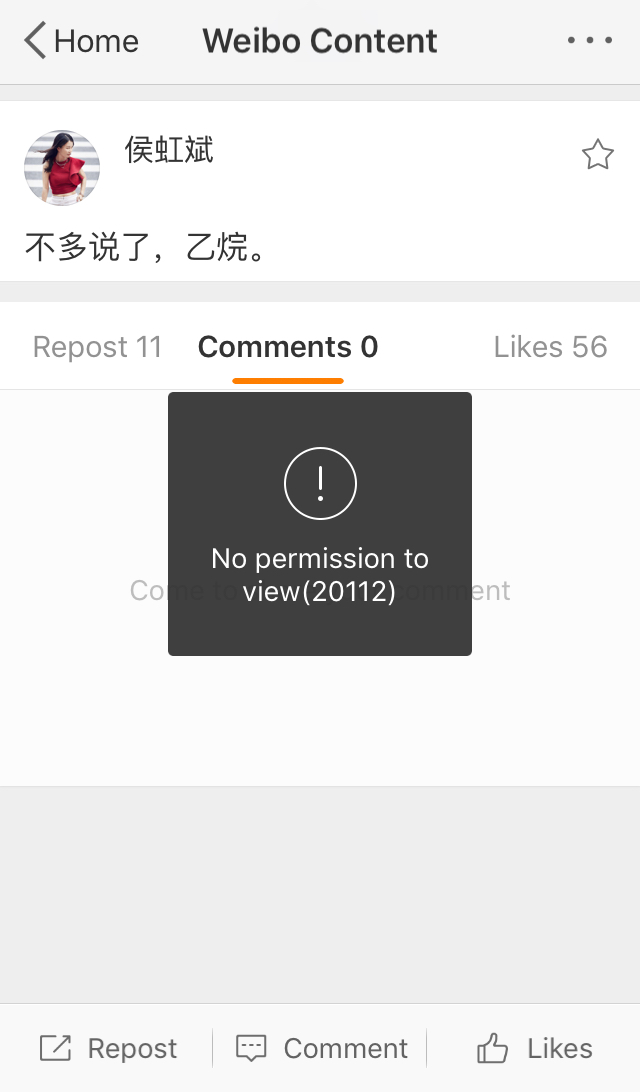 Home
Weibo Content
侯虹斌
不多说了，乙烷。
Repost 11
Comments 0
Likes 56
No permission to
view(20112)
Come to comment
Repost
Comment
Likes